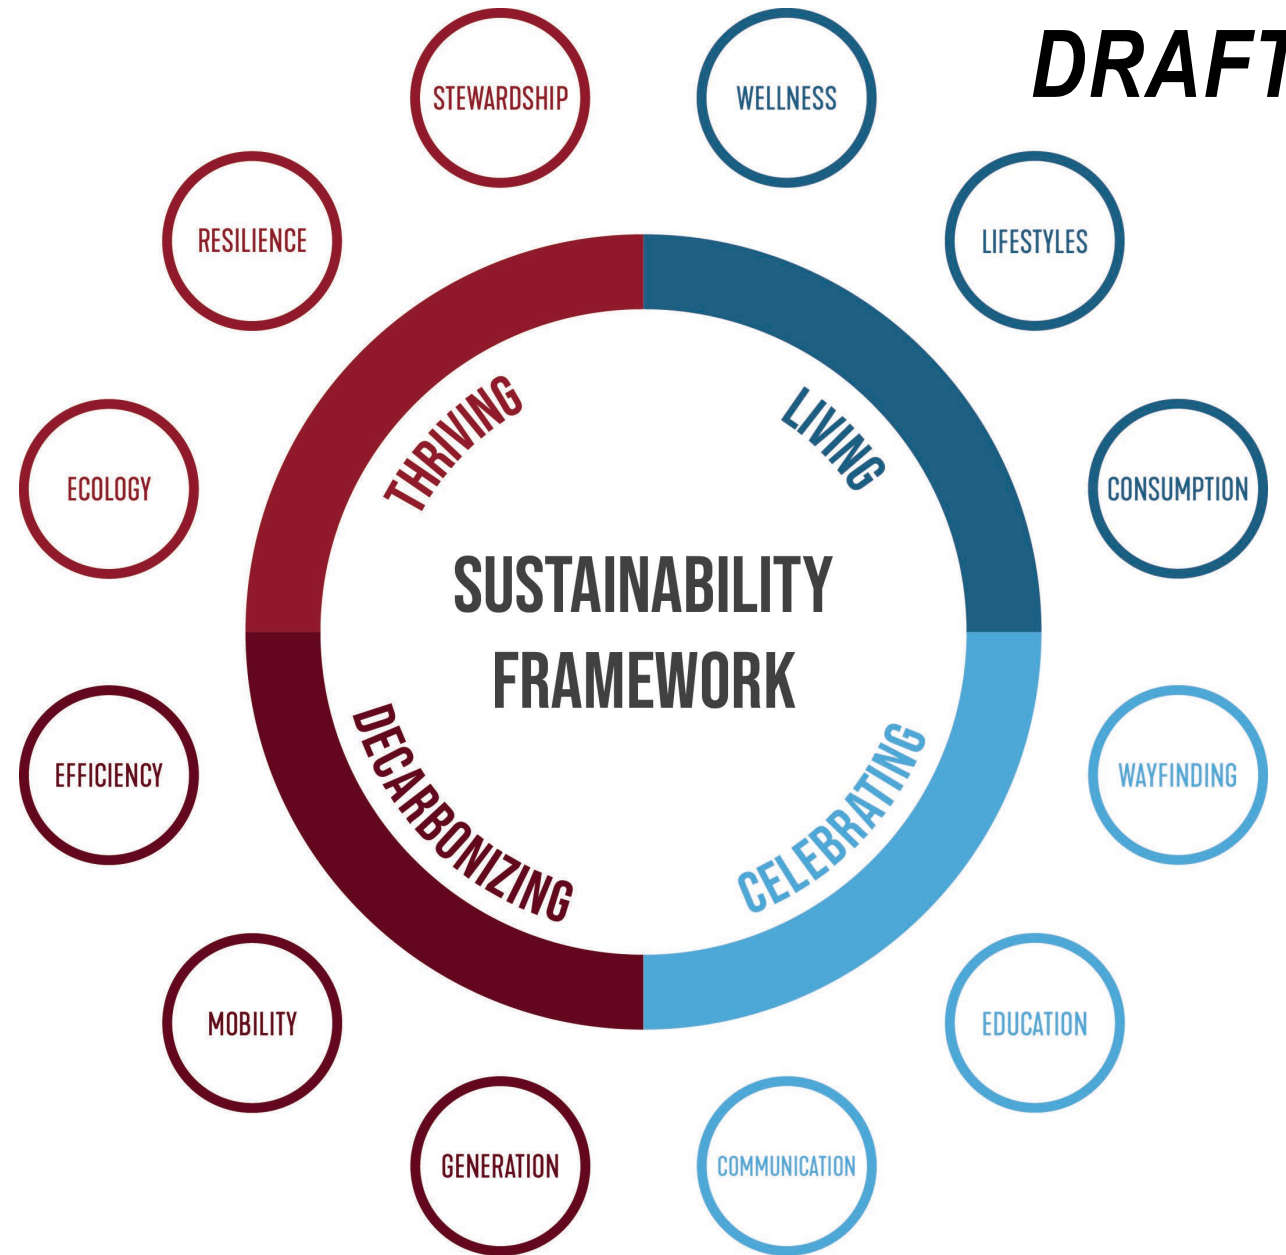 DRAFT
STEWARDSHIP
WELLNESS
RESILIENCE
LIFESTYLES
THRIVING
LIVING
ECOLOGY
CONSUMPTION
SUSTAINABILITY
FRAMEWORK
EFFICIENCY
WAYFINDING
DECARBONIZING
CELEBRATING
MOBILITY
EDUCATION
GENERATION
COMMUNICATION